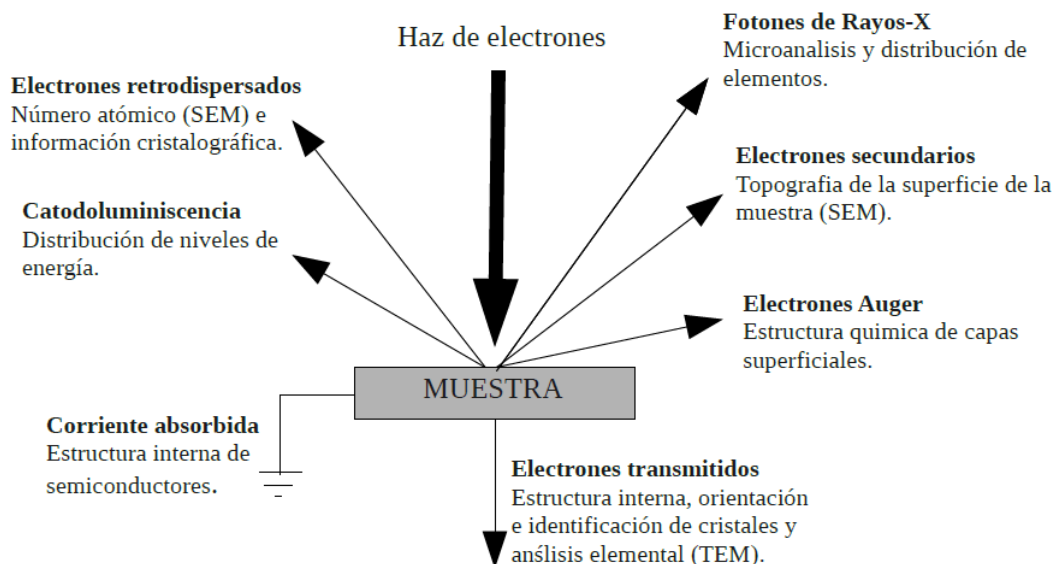 Haz de electrones
Electrones retrodispersados
Número atómico (SEM) e
información cristalográfica.
Catodoluminiscencia
Distribución de niveles de
energía.
Fotones de Rayos-X
Microanalisis y distribución de
elementos.
Electrones secundarios
Topografia de la superficie de la
muestra (SEM).
Electrones Auger
Estructura quimica de capas
superficiales.
MUESTRA
Corriente absorbida
Estructura interna de
semiconductores.
Electrones transmitidos
Estructura interna, orientación
e identificación de cristales y
anślisis elemental (TEM).